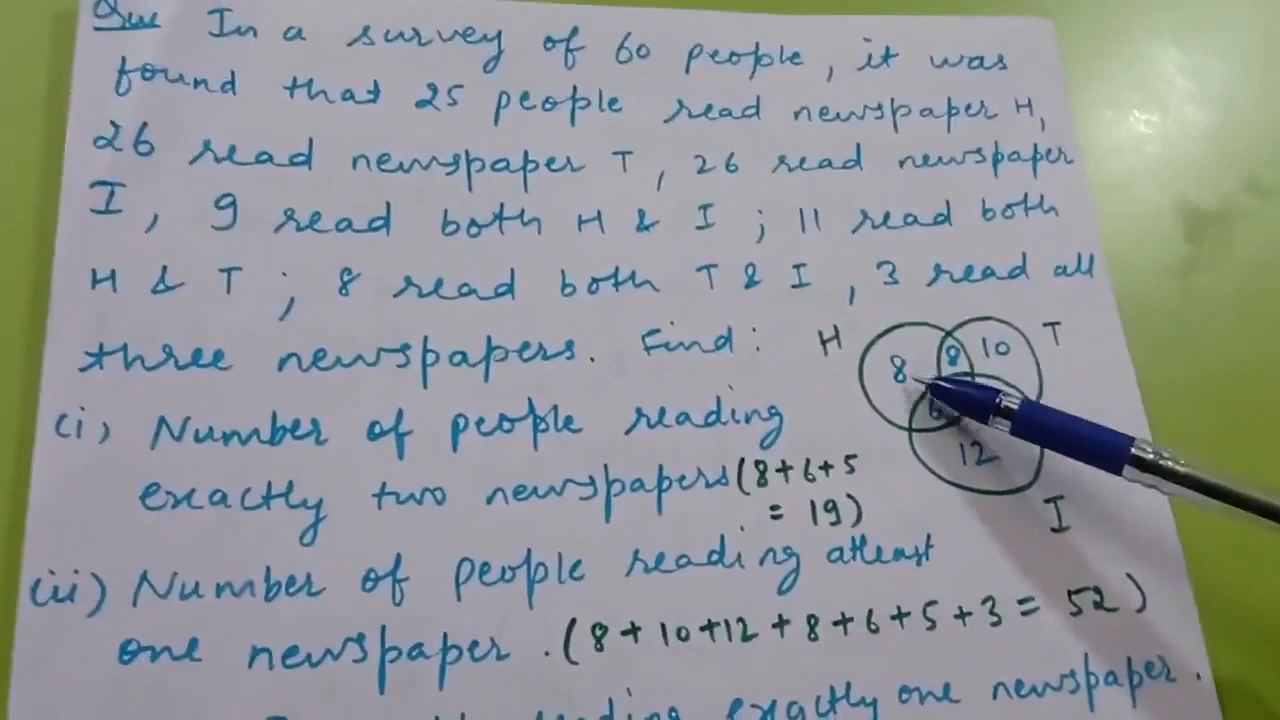 Que In a survey of 60 people, it was
found that 25 people read newspaper H,
26 read newspaper T, 26 read newspaper
I, 9 read both H & I; 11 read both
H & T; 8 read both T & I, 3 read all
three newspapers. Find:
H T
8 8 10
6
12
I
(i) Number of people reading
exactly two newspapers (8+6+5
= 19)
(ii) Number of people reading atleast
one newspaper. (8+10+12+8+6+5+3 = 52)
reading exactly one newspaper.